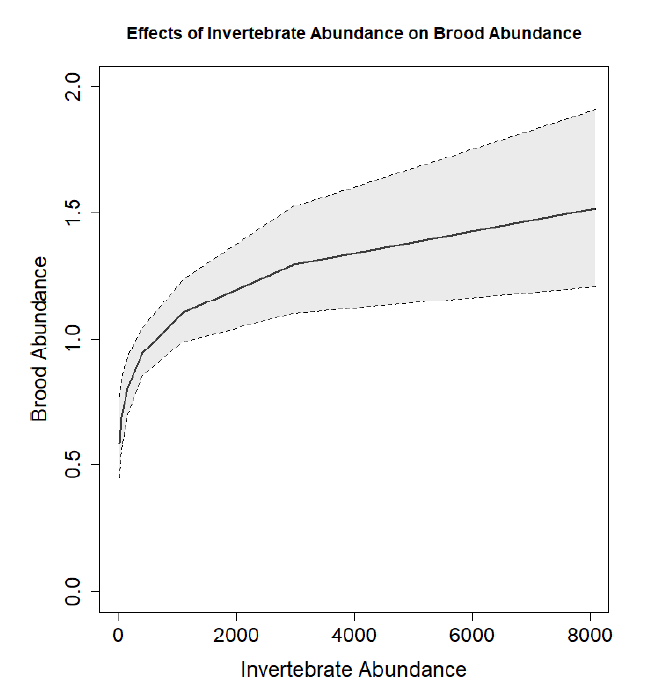 Effects of Invertebrate Abundance on Brood Abundance
2.0
1.5
1.0
0.5
0.0
Brood Abundance
0 2000 4000 6000 8000
Invertebrate Abundance